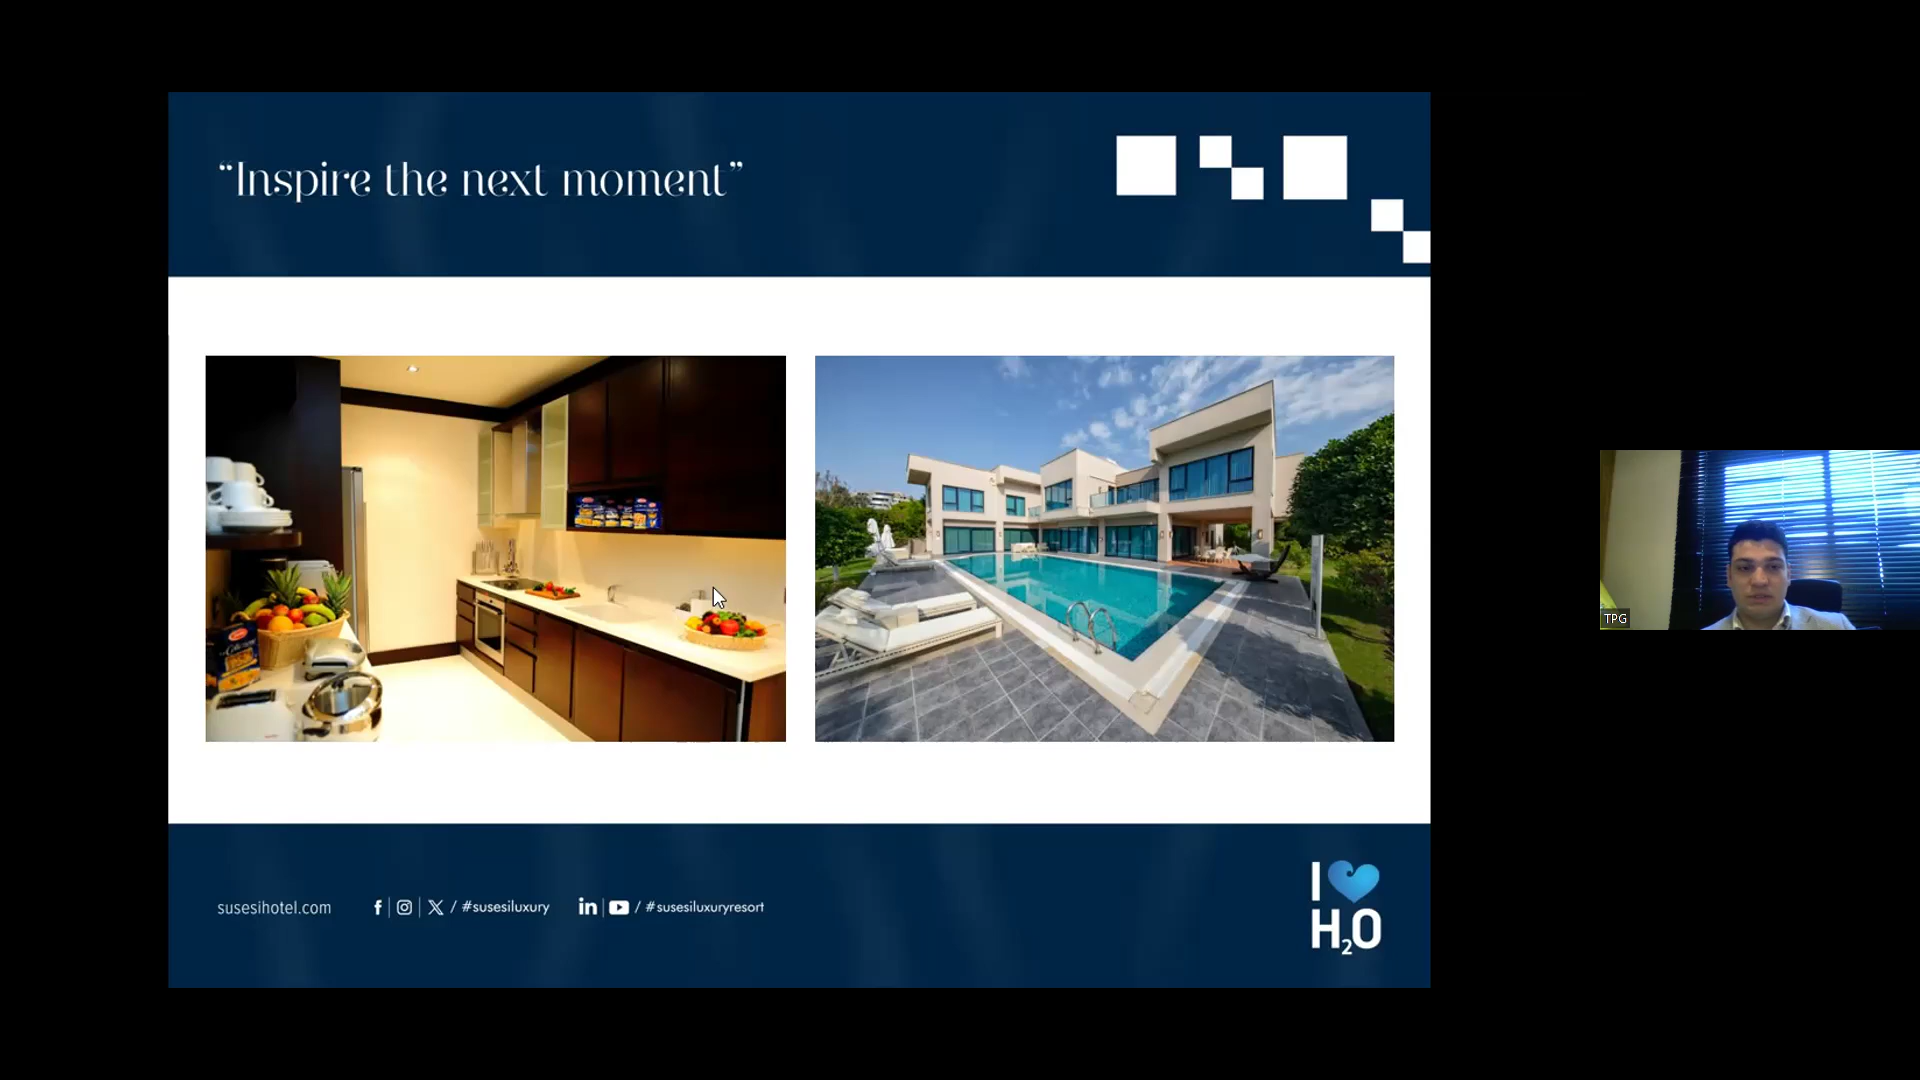 “Inspire the next moment”
susesihotel.com
/ #susesiluxury
/ #susesiluxuryresort
I
H₂O
TPG